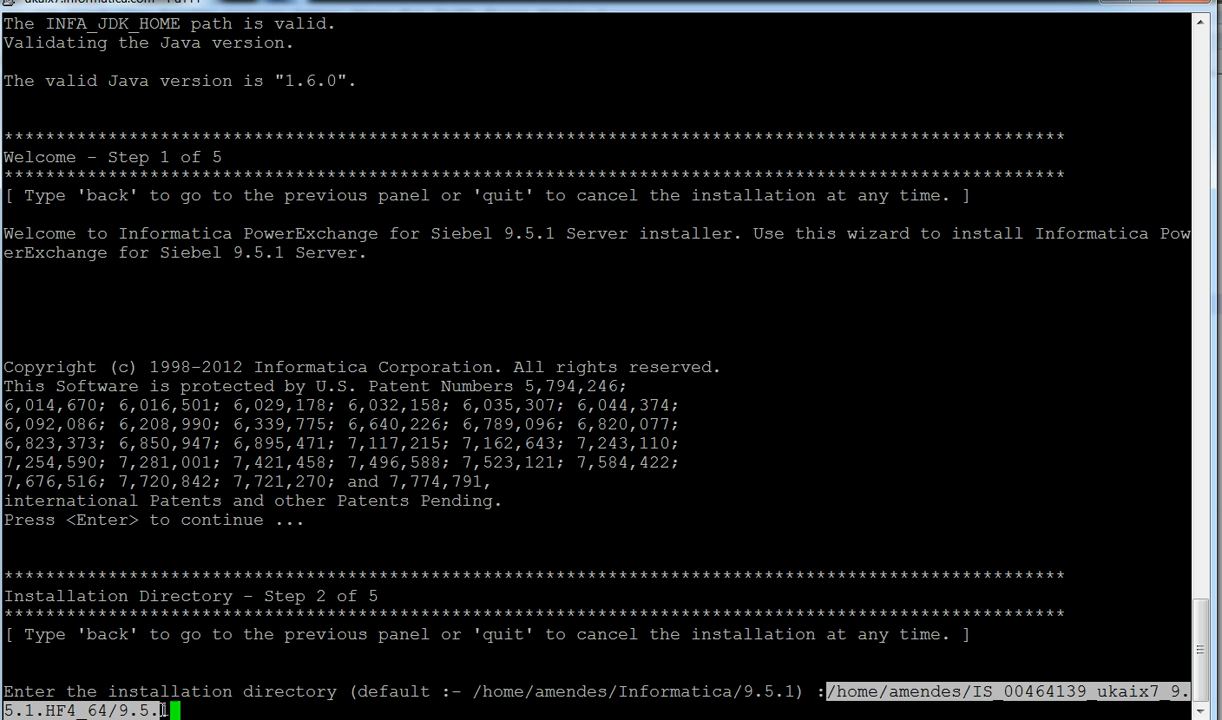 The INFA_JDK_HOME path is valid.
Validating the Java version.
The valid Java version is "1.6.0".
******************************************************************************************************
Welcome - Step 1 of 5
******************************************************************************************************
[ Type 'back' to go to the previous panel or 'quit' to cancel the installation at any time. ]
Welcome to Informatica PowerExchange for Siebel 9.5.1 Server installer. Use this wizard to install Informatica Pow
erExchange for Siebel 9.5.1 Server.
Copyright (c) 1998-2012 Informatica Corporation. All rights reserved.
This Software is protected by U.S. Patent Numbers 5,794,246;
6,014,670; 6,016,501; 6,029,178; 6,032,158; 6,035,307; 6,044,374;
6,092,086; 6,208,990; 6,339,775; 6,640,226; 6,789,096; 6,820,077;
6,823,373; 6,850,947; 6,895,471; 7,117,215; 7,162,643; 7,243,110;
7,254,590; 7,281,001; 7,421,458; 7,496,588; 7,523,121; 7,584,422;
7,676,516; 7,720,842; 7,721,270; and 7,774,791,
international Patents and other Patents Pending.
Press <Enter> to continue ...
******************************************************************************************************
Installation Directory - Step 2 of 5
******************************************************************************************************
[ Type 'back' to go to the previous panel or 'quit' to cancel the installation at any time. ]
Enter the installation directory (default :- /home/amendes/Informatica/9.5.1) :/home/amendes/IS_00464139_ukaix7_9.
5.1.HF4_64/9.5.